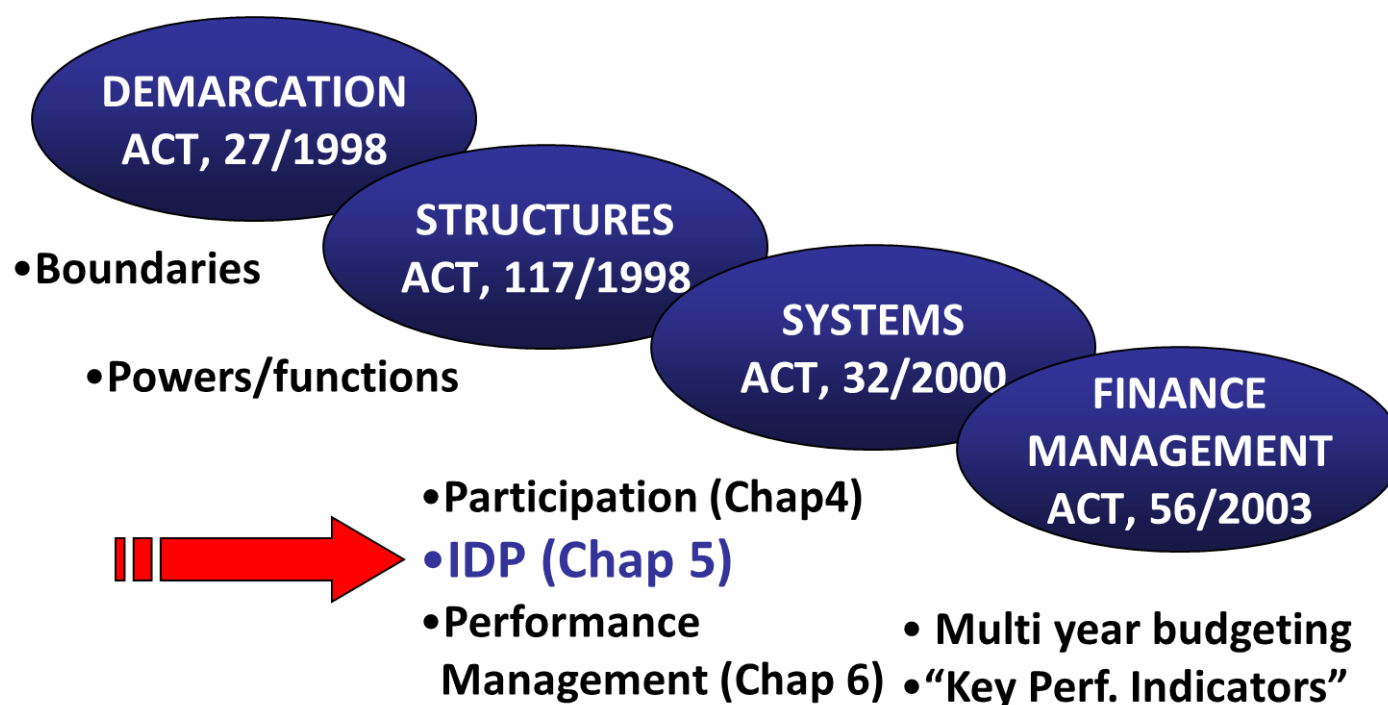 DEMARCATION
ACT, 27/1998
STRUCTURES
ACT, 117/1998
SYSTEMS
ACT, 32/2000
FINANCE
MANAGEMENT
ACT, 56/2003
•Boundaries
•Powers/functions
•Participation (Chap4)
•IDP (Chap 5)
•Performance
Management (Chap 6)
• Multi year budgeting
•“Key Perf. Indicators”